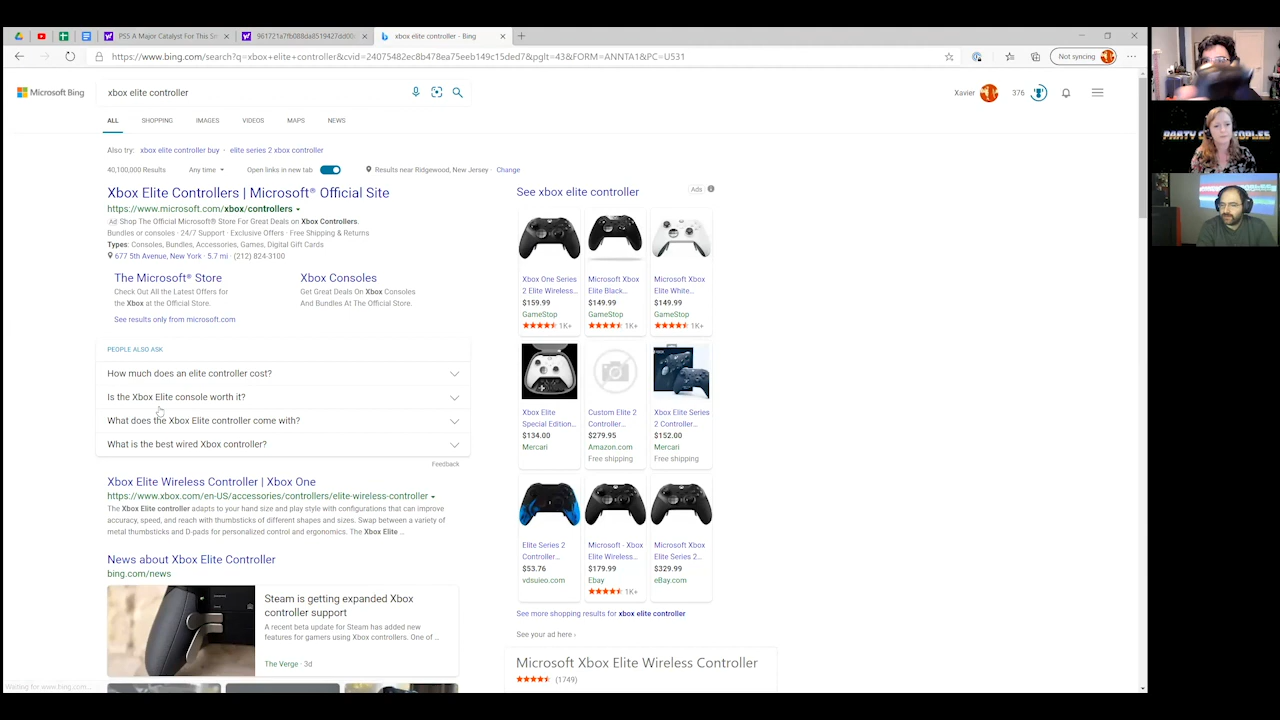 PS5 A Major Catalyst For This Sm
961721a7fb088da8519427dd00
xbox elite controller - Bing
https://www.bing.com/search?q=xbox+elite+controller&cvid=24075482ec8b478ea75eeb149c15ded7&pglt=43&FORM=ANNTA1&PC=U531
Not syncing
Microsoft Bing
xbox elite controller
Xavier
376
ALL
SHOPPING
IMAGES
VIDEOS
MAPS
NEWS
Also try: xbox elite controller buy · elite series 2 xbox controller
40,100,000 Results
Any time
Open links in new tab
Results near Ridgewood, New Jersey · Change
Xbox Elite Controllers | Microsoft® Official Site
https://www.microsoft.com/xbox/controllers
Ad Shop The Official Microsoft® Store For Great Deals on Xbox Controllers.
Bundles or consoles · 24/7 Support · Exclusive Offers · Free Shipping & Returns
Types: Consoles, Bundles, Accessories, Games, Digital Gift Cards
677 5th Avenue, New York · 5.7 mi · (212) 824-3100
The Microsoft® Store
Check Out All the Latest Offers for
the Xbox at the Official Store.
Xbox Consoles
Get Great Deals On Xbox Consoles
And Bundles At The Official Store.
See results only from microsoft.com
PEOPLE ALSO ASK
How much does an elite controller cost?
Is the Xbox Elite console worth it?
What does the Xbox Elite controller come with?
What is the best wired Xbox controller?
Feedback
Xbox Elite Wireless Controller | Xbox One
https://www.xbox.com/en-US/accessories/controllers/elite-wireless-controller
The Xbox Elite controller adapts to your hand size and play style with configurations that can improve
accuracy, speed, and reach with thumbsticks of different shapes and sizes. Swap between a variety of
metal thumbsticks and D-pads for personalized control and ergonomics. The Xbox Elite ...
News about Xbox Elite Controller
bing.com/news
Steam is getting expanded Xbox
controller support
A recent beta update for Steam has added new
features for gamers using Xbox controllers. One of ...
The Verge · 3d
Waiting for www.bing.com...
See xbox elite controller
Ads
Xbox One Series
2 Elite Wireless...
$159.99
GameStop
1K+
Microsoft Xbox
Elite Black...
$149.99
GameStop
1K+
Microsoft Xbox
Elite White...
$149.99
GameStop
1K+
Xbox Elite
Special Edition...
$134.00
Mercari
Custom Elite 2
Controller...
$279.95
Amazon.com
Free shipping
Xbox Elite Series
2 Controller...
$152.00
Mercari
Free shipping
Elite Series 2
Controller...
$53.76
vdsuieo.com
Microsoft - Xbox
Elite Wireless...
$179.99
Ebay
1K+
Microsoft Xbox
Elite Series 2...
$329.99
eBay.com
See more shopping results for xbox elite controller
See your ad here ›
Microsoft Xbox Elite Wireless Controller
(1749)